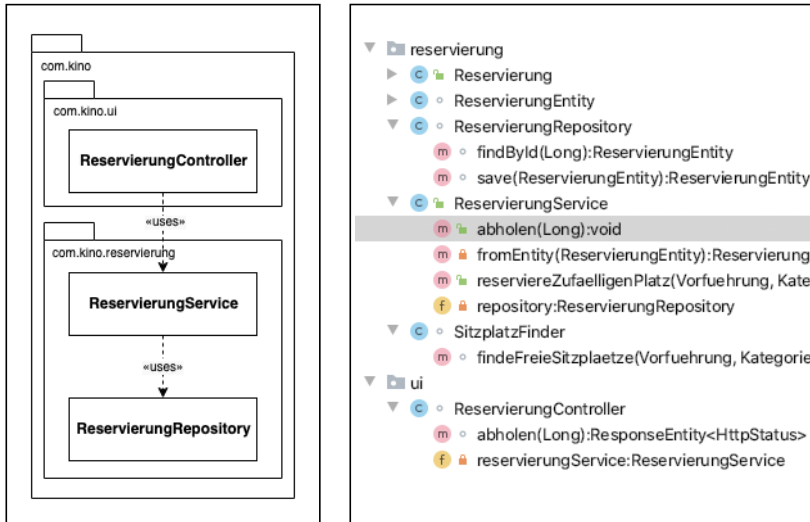 com.kino
com.kino.ui
ReservierungController
«uses»
com.kino.reservierung
ReservierungService
«uses»
ReservierungRepository
reservierung
C Reservierung
C ReservierungEntity
C ReservierungRepository
m findById(Long):ReservierungEntity
m save(ReservierungEntity):ReservierungEntity
C ReservierungService
m abholen(Long):void
m fromEntity(ReservierungEntity):Reservierung
m reserviereZufaelligenPlatz(Vorfuehrung, Kate
f repository:ReservierungRepository
C SitzplatzFinder
m findeFreieSitzplaetze(Vorfuehrung, Kategorie
ui
C ReservierungController
m abholen(Long):ResponseEntity<HttpStatus>
f reservierungService:ReservierungService